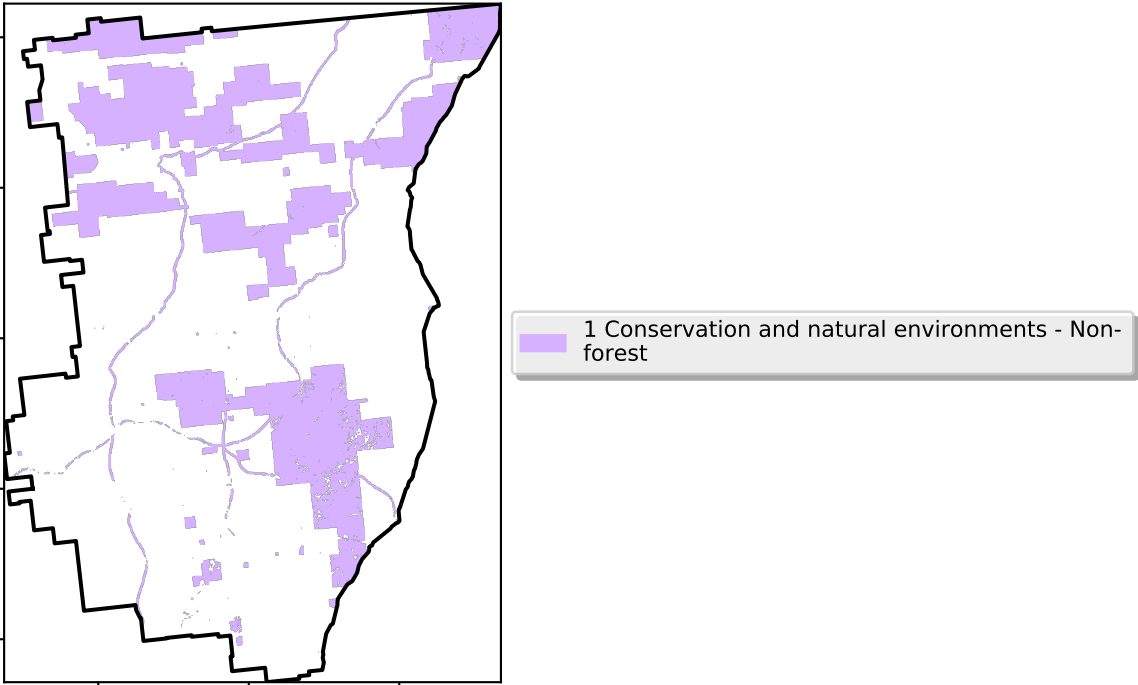 1 Conservation and natural environments - Non-
forest